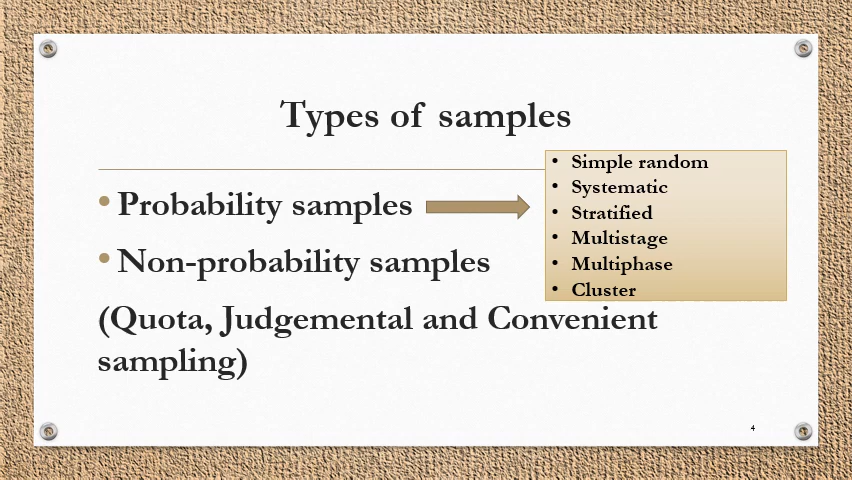 Types of samples
• Simple random
• Systematic
• Stratified
• Multistage
• Multiphase
• Cluster
• Probability samples
• Non-probability samples
(Quota, Judgemental and Convenient
sampling)
4